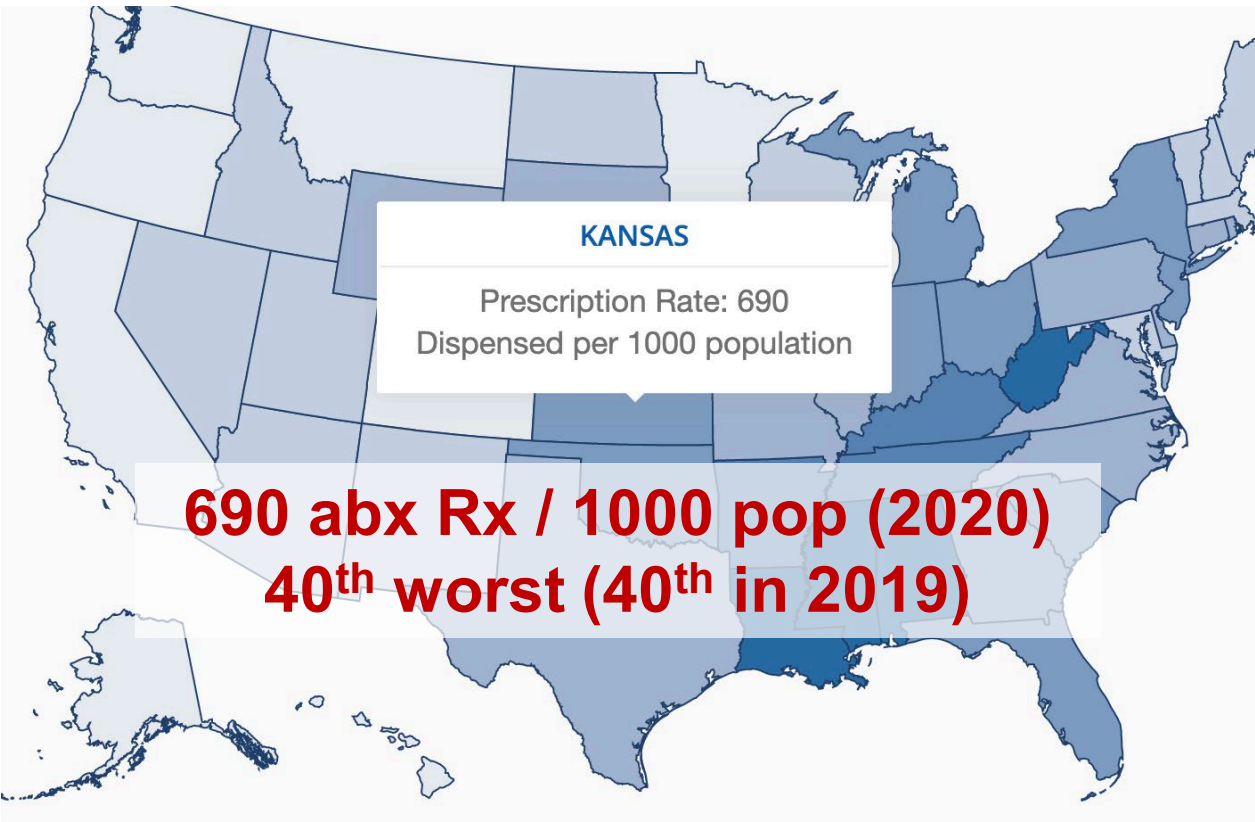 KANSAS
Prescription Rate: 690
Dispensed per 1000 population
690 abx Rx / 1000 pop (2020)
40th worst (40th in 2019)